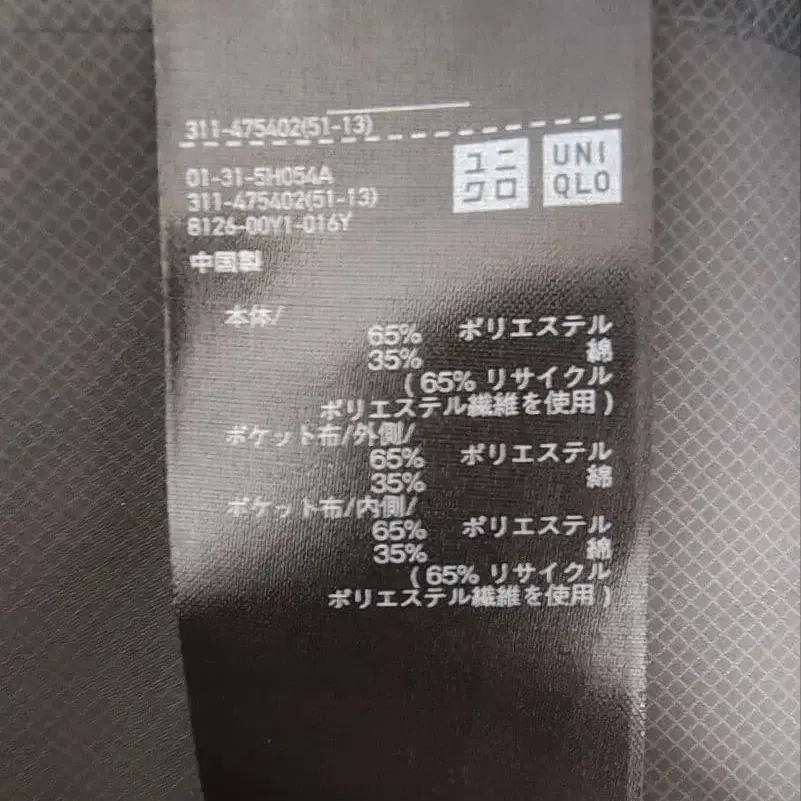 311-475402(51-13)
ユニ
クロ
UNI
QLO
01-31-5H054A
311-475402(51-13)
8126-00Y1-016Y
中国製
本体/
65% ポリエステル
35% 綿
( 65% リサイクル
ポリエステル繊維を使用 )
ポケット布/外側/
65% ポリエステル
35% 綿
ポケット布/内側/
65% ポリエステル
35% 綿
( 65% リサイクル
ポリエステル繊維を使用 )